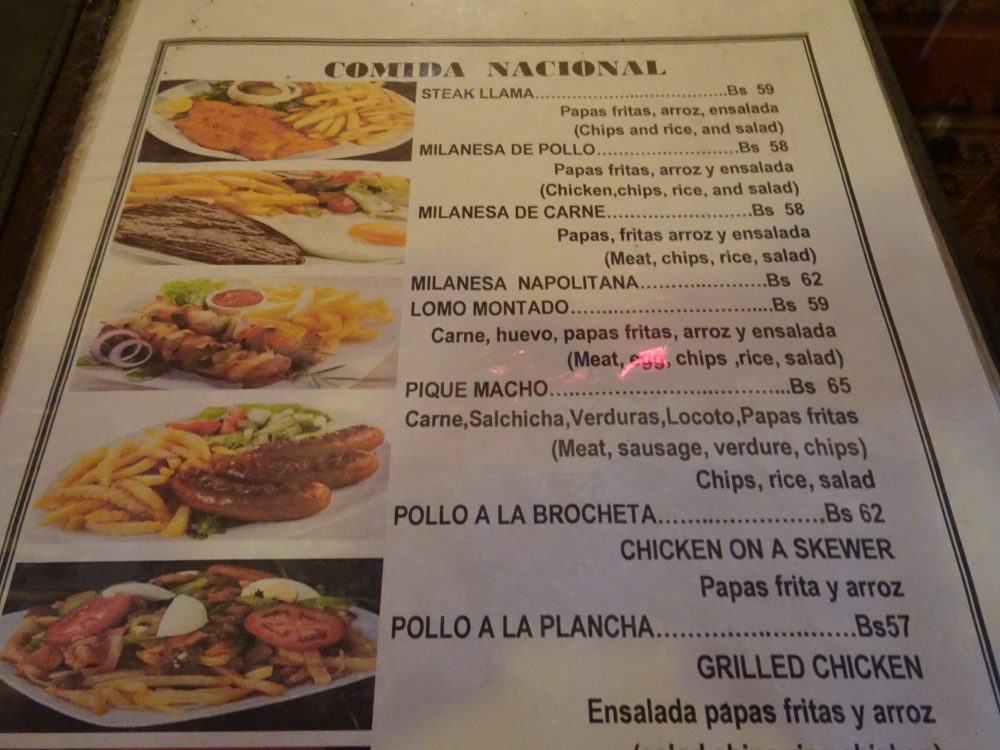 COMIDA NACIONAL
STEAK LLAMA.......................................Bs 59
Papas fritas, arroz, ensalada
(Chips and rice, and salad)
MILANESA DE POLLO.............................Bs 58
Papas fritas, arroz y ensalada
(Chicken,chips, rice, and salad)
MILANESA DE CARNE.............................Bs 58
Papas, fritas arroz y ensalada
(Meat, chips, rice, salad)
MILANESA NAPOLITANA........................Bs 62
LOMO MONTADO......................................Bs 59
Carne, huevo, papas fritas, arroz y ensalada
(Meat, egg, chips ,rice, salad)
PIQUE MACHO..........................................Bs 65
Carne,Salchicha,Verduras,Locoto,Papas fritas
(Meat, sausage, verdure, chips)
Chips, rice, salad
POLLO A LA BROCHETA..........................Bs 62
CHICKEN ON A SKEWER
Papas frita y arroz
POLLO A LA PLANCHA............................Bs57
GRILLED CHICKEN
Ensalada papas fritas y arroz